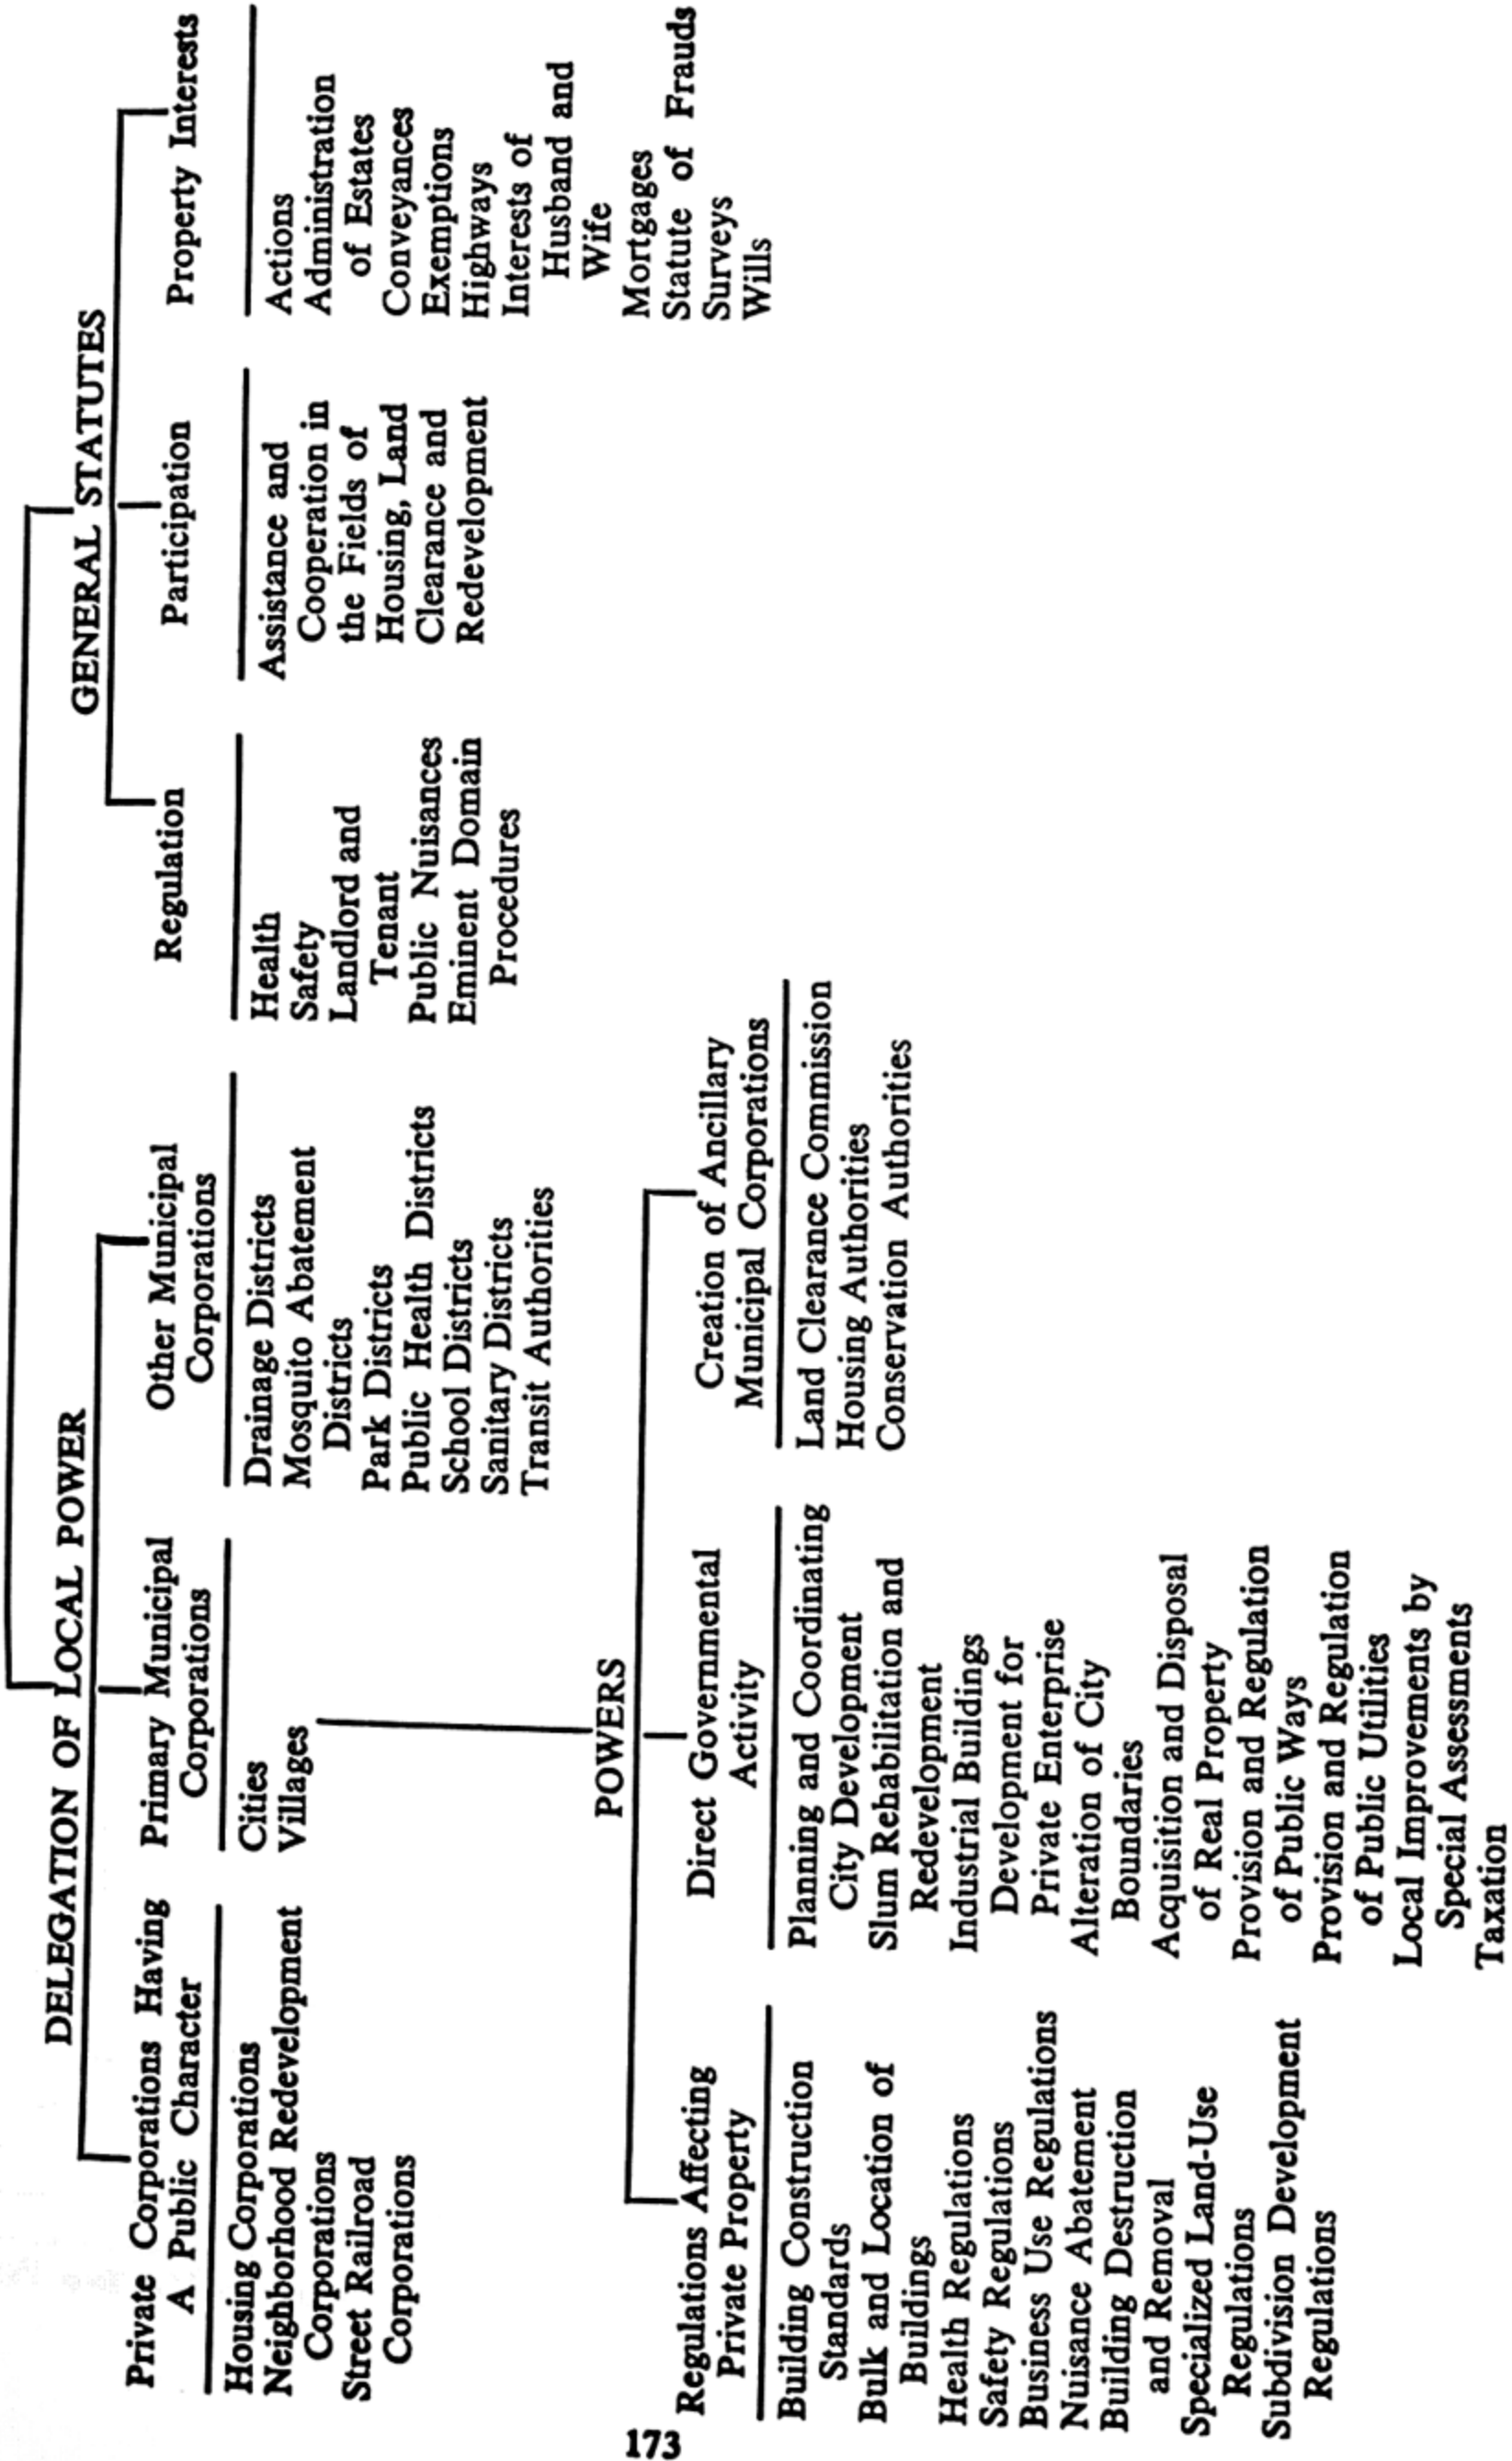 DELEGATION OF LOCAL POWER
Private Corporations Having
A Public Character
Housing Corporations
Neighborhood Redevelopment
Corporations
Street Railroad
Corporations
Primary Municipal
Corporations
Cities
Villages
Other Municipal
Corporations
Drainage Districts
Mosquito Abatement
Districts
Park Districts
Public Health Districts
School Districts
Sanitary Districts
Transit Authorities
GENERAL STATUTES
Regulation
Health
Safety
Landlord and
Tenant
Public Nuisances
Eminent Domain
Procedures
Participation
Assistance and
Cooperation in
the Fields of
Housing, Land
Clearance and
Redevelopment
Property Interests
Actions
Administration
of Estates
Conveyances
Exemptions
Highways
Interests of
Husband and
Wife
Mortgages
Statute of Frauds
Surveys
Wills
POWERS
Regulations Affecting
Private Property
Building Construction
Standards
Bulk and Location of
Buildings
Health Regulations
Safety Regulations
Business Use Regulations
Nuisance Abatement
Building Destruction
and Removal
Specialized Land-Use
Regulations
Subdivision Development
Regulations
Direct Governmental
Activity
Planning and Coordinating
City Development
Slum Rehabilitation and
Redevelopment
Industrial Buildings
Development for
Private Enterprise
Alteration of City
Boundaries
Acquisition and Disposal
of Real Property
Provision and Regulation
of Public Ways
Provision and Regulation
of Public Utilities
Local Improvements by
Special Assessments
Taxation
Creation of Ancillary
Municipal Corporations
Land Clearance Commission
Housing Authorities
Conservation Authorities
173